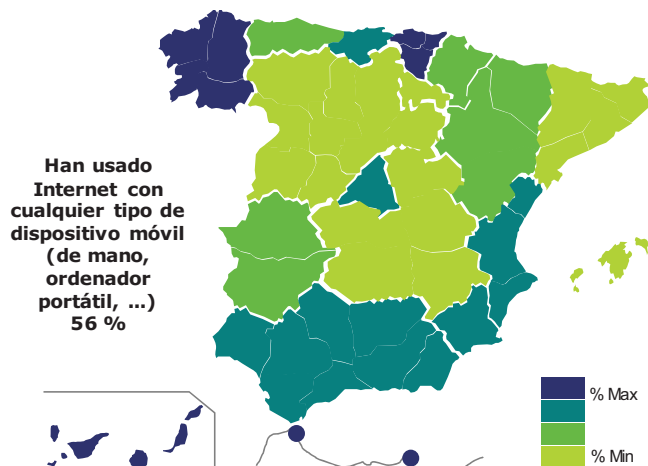 Han usado
Internet con
cualquier tipo de
dispositivo móvil
(de mano,
ordenador
portátil, ...)
56 %
% Max
% Min